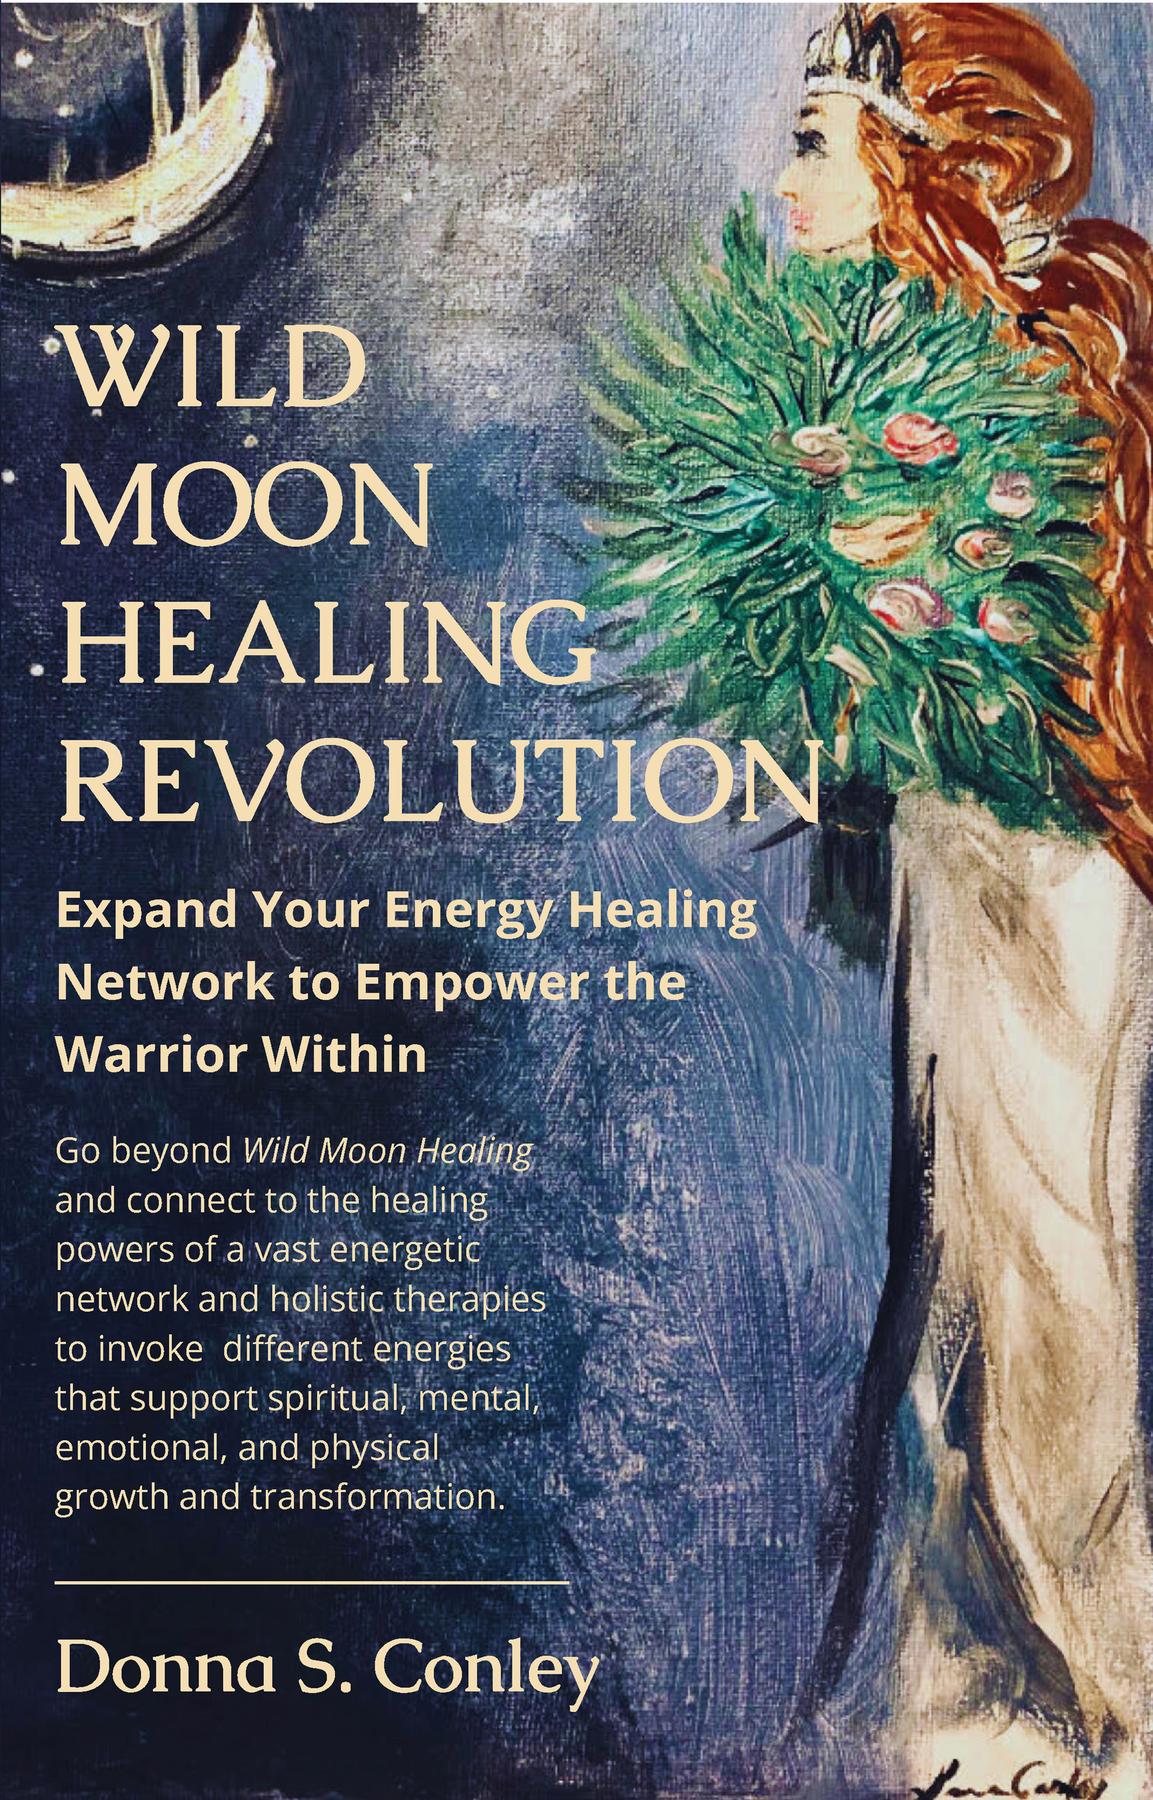 WILD
MOON
HEALING
REVOLUTION
Expand Your Energy Healing
Network to Empower the
Warrior Within
Go beyond Wild Moon Healing
and connect to the healing
powers of a vast energetic
network and holistic therapies
to invoke  different energies
that support spiritual, mental,
emotional, and physical
growth and transformation.
Donna S. Conley